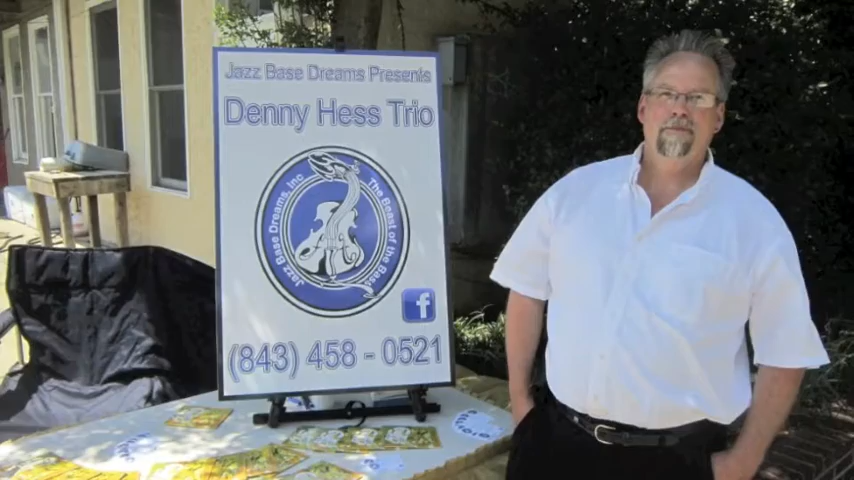 Jazz Base Dreams Presents
Denny Hess Trio
Jazz Base Dreams, Inc
The Beast of the Bass
f
(843) 458 - 0521